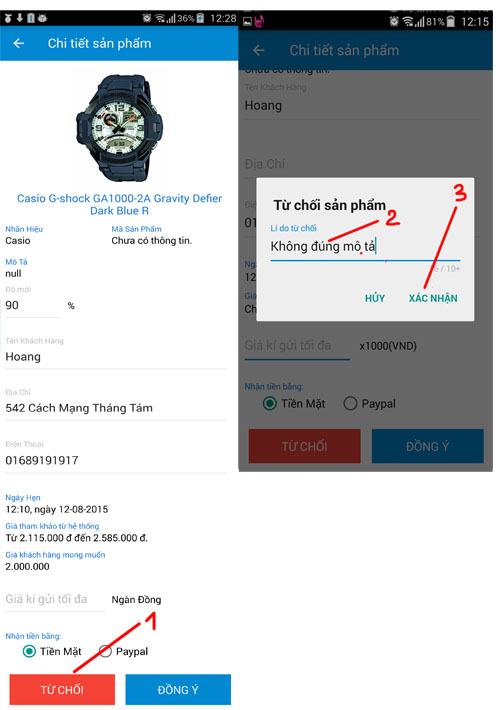 36% 12:28
Chi tiết sản phẩm
Casio G-shock GA1000-2A Gravity Defier
Dark Blue R
Nhãn Hiệu Mã Sản Phẩm
Casio Chưa có thông tin.
Mô Tả
null
Độ mới
90 %
Tên Khách Hàng
Hoang
Địa Chỉ
542 Cách Mạng Tháng Tám
Điện Thoại
01689191917
Ngày Hẹn
12:10, ngày 12-08-2015
Giá tham khảo từ hệ thống
Từ 2.115.000 đ đến 2.585.000 đ.
Giá khách hàng mong muốn
2.000.000
Giá kí gửi tối đa Ngàn Đồng
1
Nhận tiền bằng:
Tiền Mặt Paypal
TỪ CHỐI ĐỒNG Ý
81% 12:15
Chi tiết sản phẩm
Chưa có thông tin.
Tên Khách Hàng
Hoang
Địa Chỉ
3
Từ chối sản phẩm
2
Lí do từ chối
Không đúng mô tả
/ 10+
HỦY XÁC NHẬN
Giá kí gửi tối đa x1000(VND)
Nhận tiền bằng:
Tiền Mặt Paypal
TỪ CHỐI ĐỒNG Ý